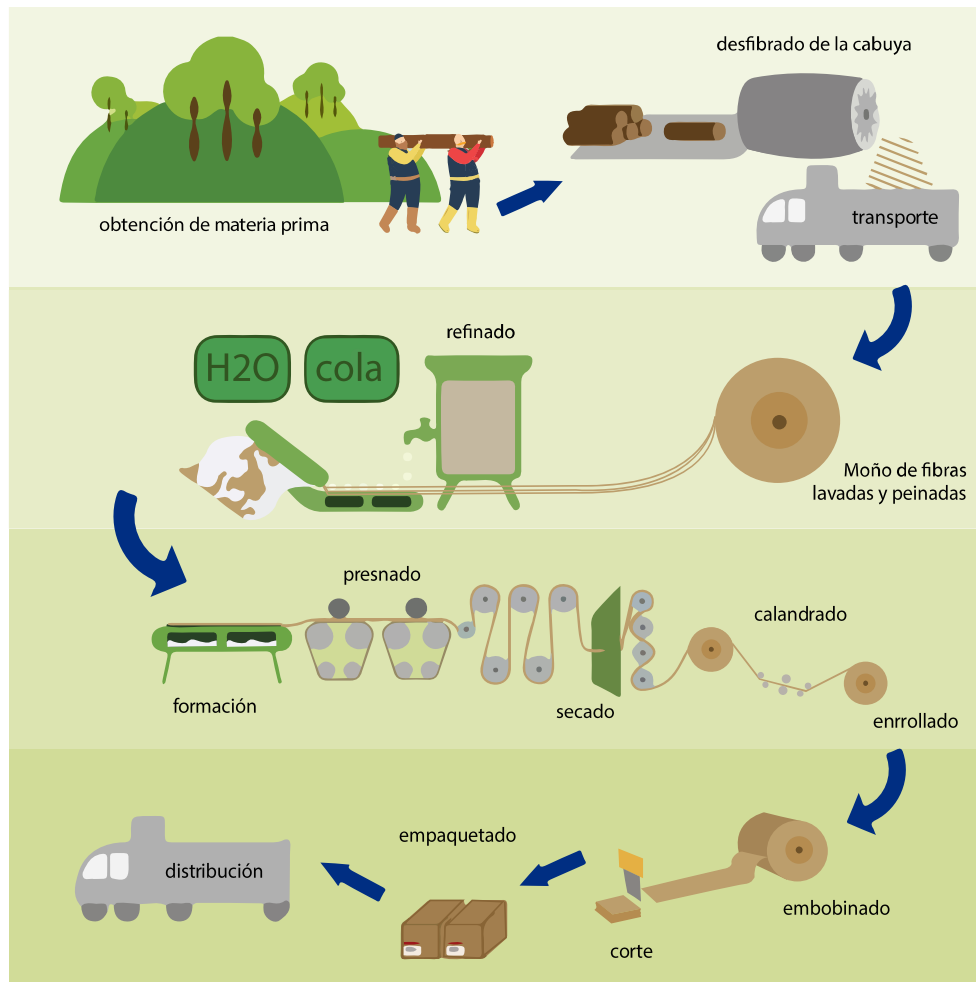 desfibrado de la cabuya
obtención de materia prima
transporte
refinado
H2O
cola
Moño de fibras
lavadas y peinadas
presnado
calandrado
formación
secado
enrrollado
empaquetado
distribución
embobinado
corte